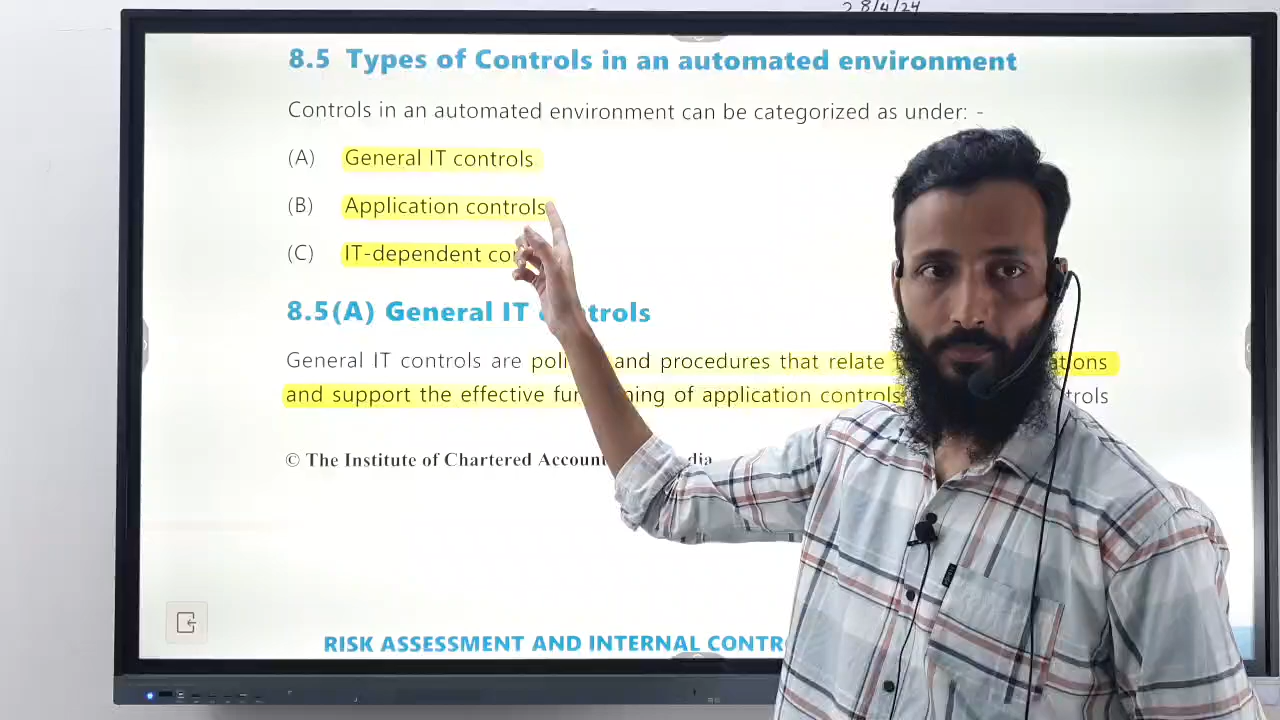 28/4/24
8.5 Types of Controls in an automated environment
Controls in an automated environment can be categorized as under: -
(A) General IT controls
(B) Application controls
(C) IT-dependent
8.5(A) General IT
General IT controls are and procedures that relate
and support the effective of application controls
© The Institute of Chartered
RISK ASSESSMENT AND INTERNAL